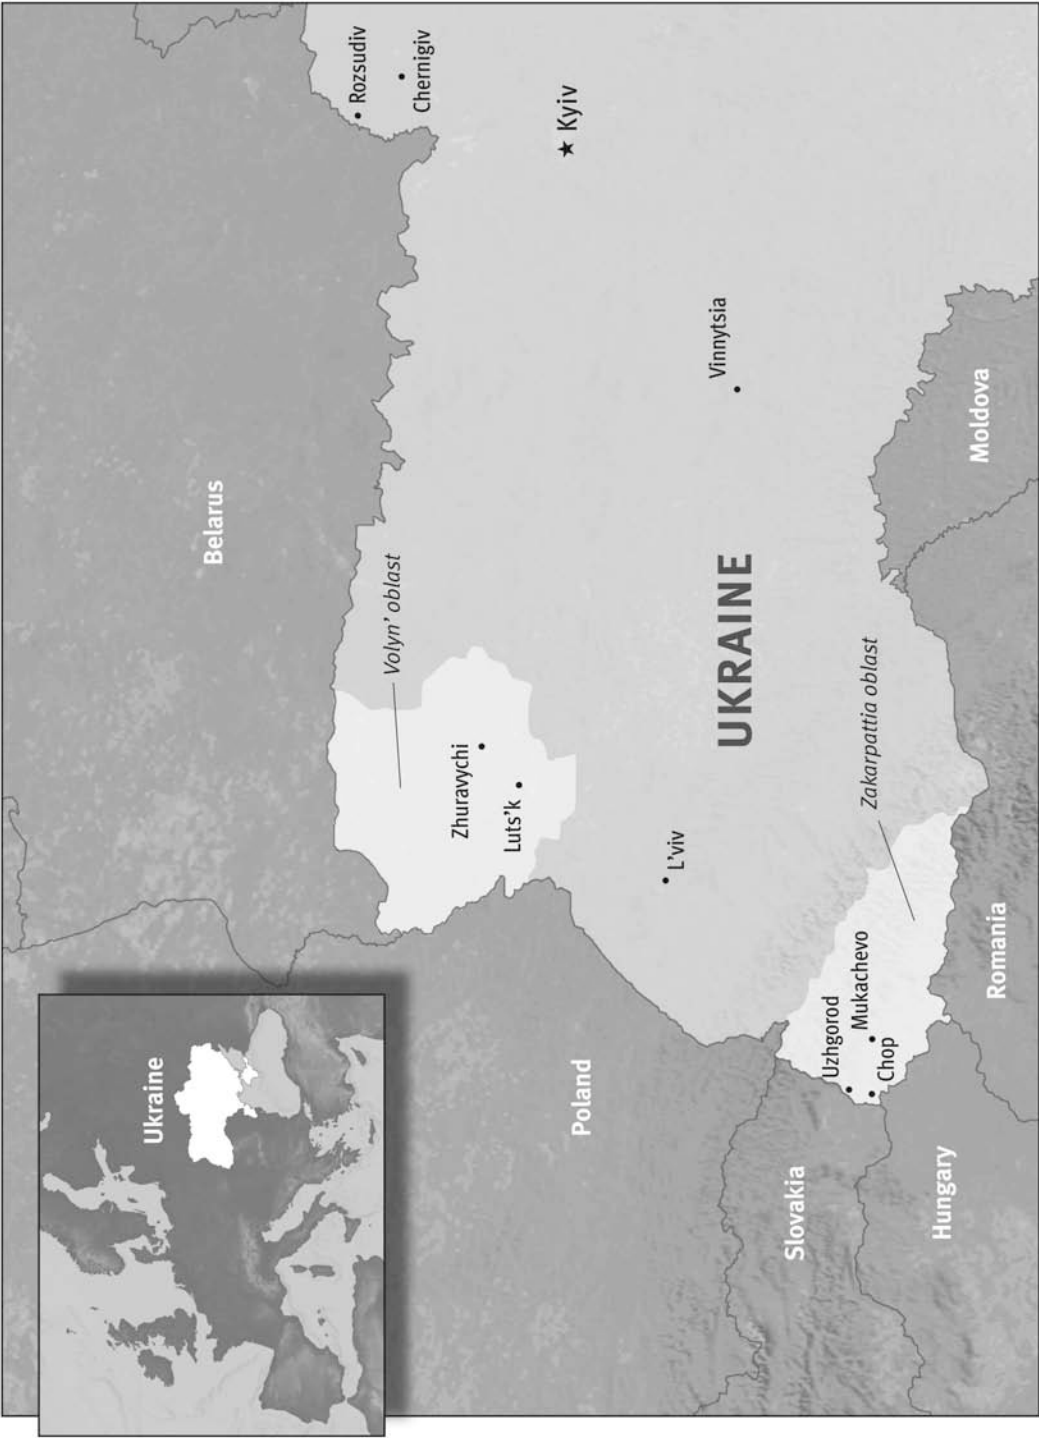 Rozsudiv
Chernigiv
Kyiv
Belarus
Vinnytsia
Moldova
Volyn’ oblast
UKRAINE
Zakarpattia oblast
Zhuravychi
Luts’k
L’viv
Romania
Mukachevo
Uzhgorod
Chop
Ukraine
Poland
Slovakia
Hungary